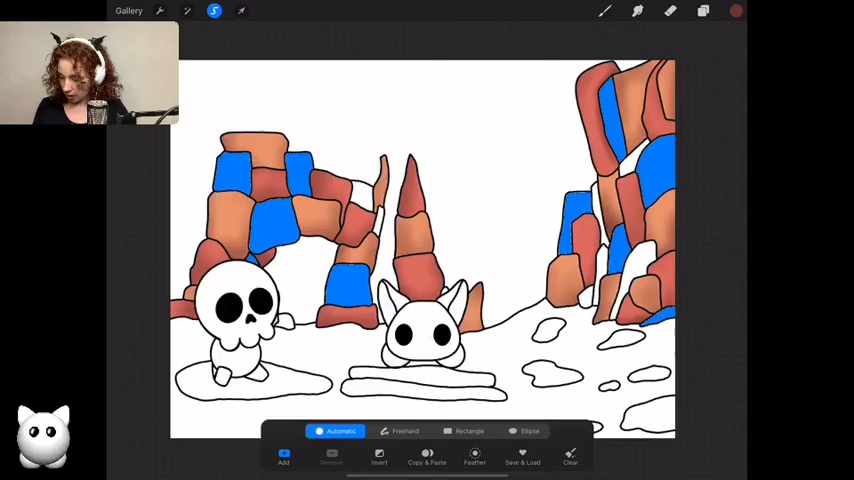 Gallery
Automatic Freehand Rectangle Ellipse
Add Remove Invert Copy & Paste Feather Save & Load Clear